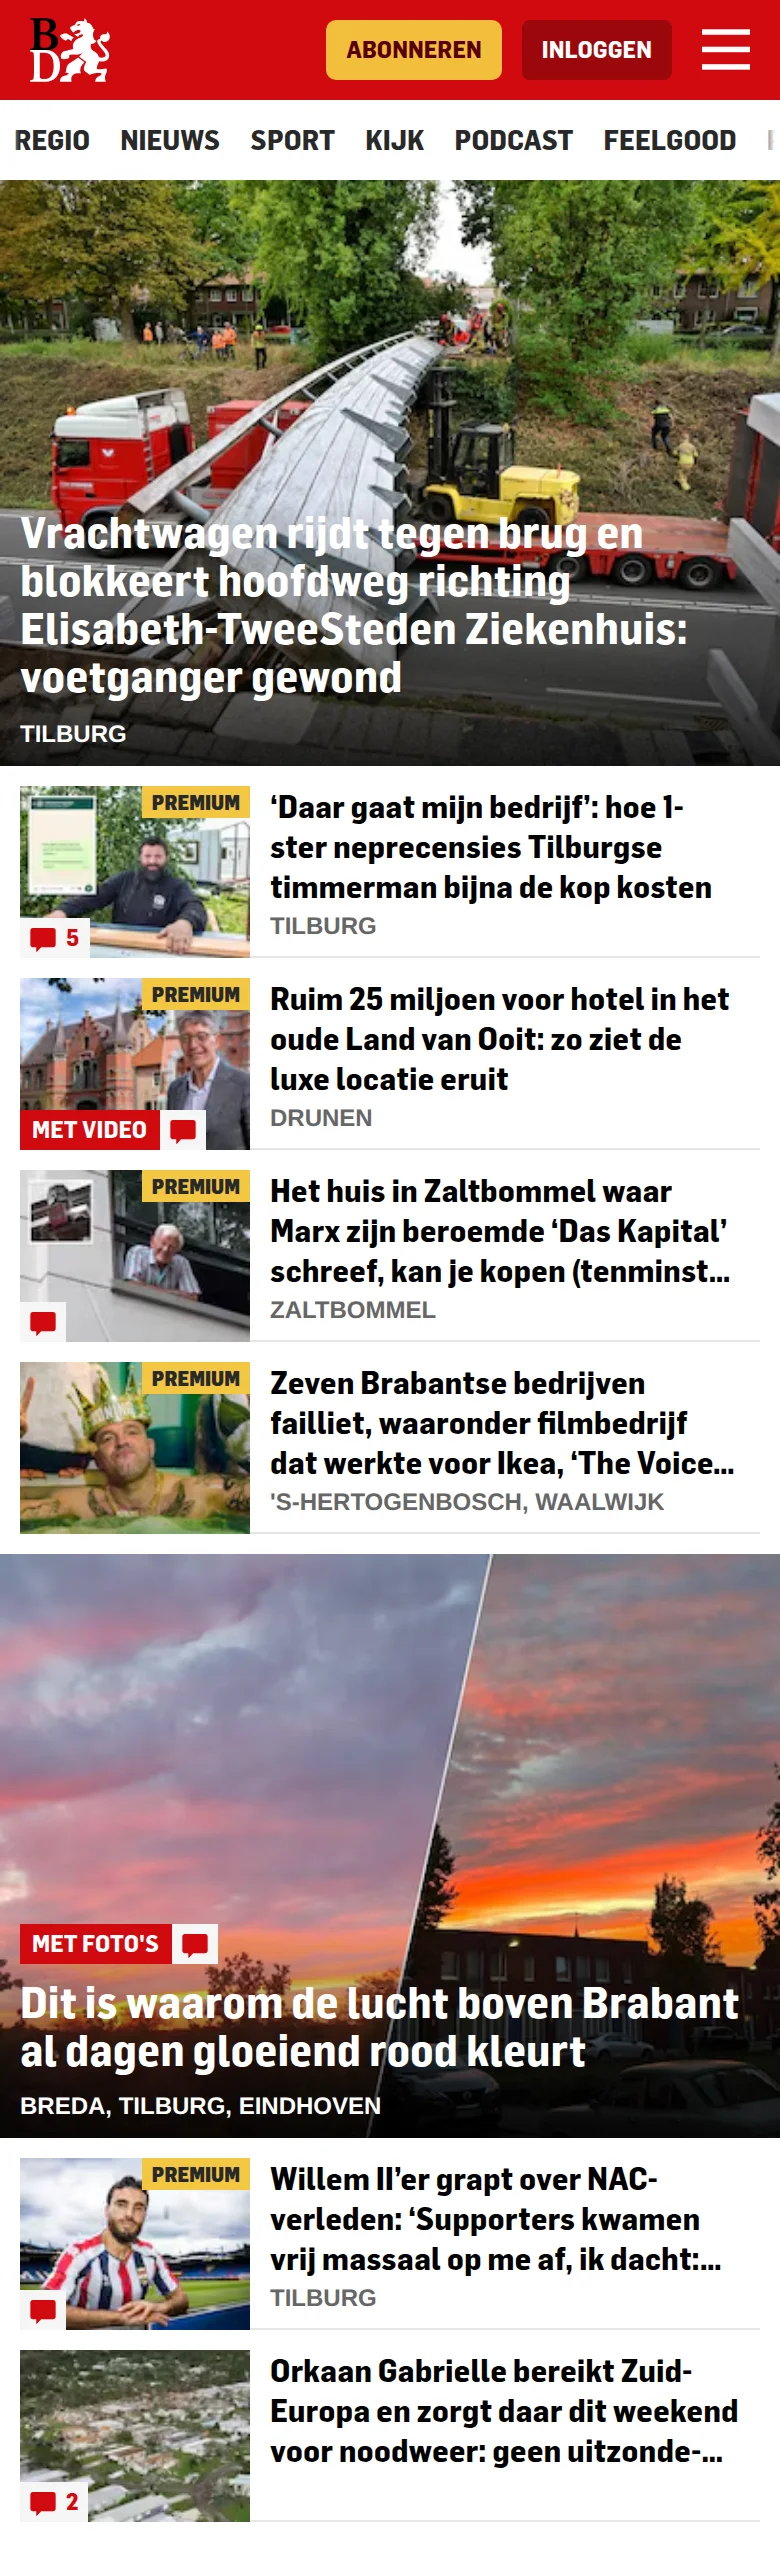 BD
ABONNEREN
INLOGGEN
REGIO NIEUWS SPORT KIJK PODCAST FEELGOOD
Vrachtwagen rijdt tegen brug en
blokkeert hoofdweg richting
Elisabeth-TweeSteden Ziekenhuis:
voetganger gewond
TILBURG
PREMIUM
5
‘Daar gaat mijn bedrijf’: hoe 1-
ster neprecensies Tilburgse
timmerman bijna de kop kosten
TILBURG
PREMIUM
MET VIDEO
Ruim 25 miljoen voor hotel in het
oude Land van Ooit: zo ziet de
luxe locatie eruit
DRUNEN
PREMIUM
Het huis in Zaltbommel waar
Marx zijn beroemde ‘Das Kapital’
schreef, kan je kopen (tenminst...
ZALTBOMMEL
PREMIUM
Zeven Brabantse bedrijven
failliet, waaronder filmbedrijf
dat werkte voor Ikea, ‘The Voice...
'S-HERTOGENBOSCH, WAALWIJK
MET FOTO'S
Dit is waarom de lucht boven Brabant
al dagen gloeiend rood kleurt
BREDA, TILBURG, EINDHOVEN
PREMIUM
Willem II’er grapt over NAC-
verleden: ‘Supporters kwamen
vrij massaal op me af, ik dacht:...
TILBURG
2
Orkaan Gabrielle bereikt Zuid-
Europa en zorgt daar dit weekend
voor noodweer: geen uitzonde-...